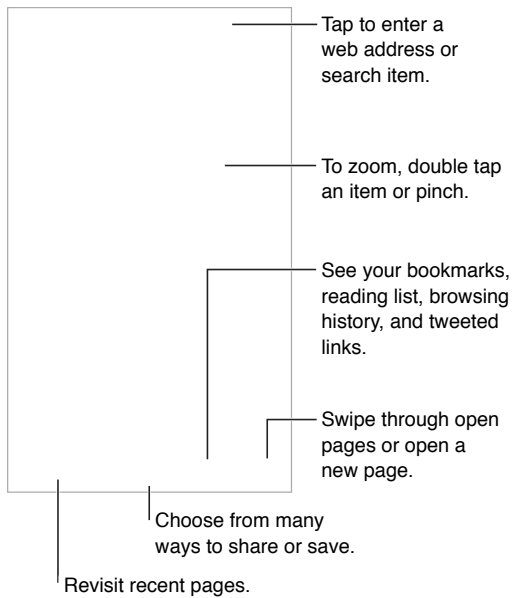 Tap to enter a
web address or
search item.
To zoom, double tap
an item or pinch.
See your bookmarks,
reading list, browsing
history, and tweeted
links.
Swipe through open
pages or open a
new page.
Choose from many
ways to share or save.
Revisit recent pages.